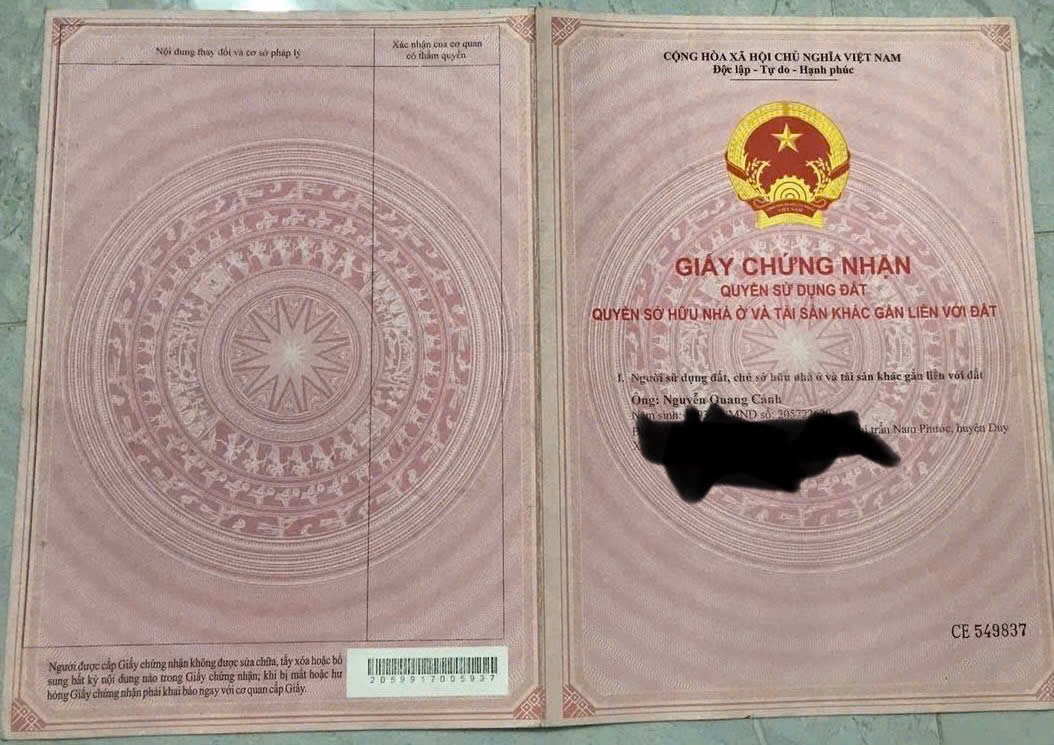 Nội dung thay đổi và cơ sở pháp lý
Xác nhận của cơ quan
có thẩm quyền
Người được cấp Giấy chứng nhận không được sửa chữa, tẩy xóa hoặc bổ
sung bất kỳ nội dung nào trong Giấy chứng nhận; khi bị mất hoặc hư
hỏng Giấy chứng nhận phải khai báo ngay với cơ quan cấp Giấy.
2059917005937
CỘNG HÒA XÃ HỘI CHỦ NGHĨA VIỆT NAM
Độc lập - Tự do - Hạnh phúc
VIỆT NAM
GIẤY CHỨNG NHẬN
QUYỀN SỬ DỤNG ĐẤT
QUYỀN SỞ HỮU NHÀ Ở VÀ TÀI SẢN KHÁC GẮN LIỀN VỚI ĐẤT
I. Người sử dụng đất, chủ sở hữu nhà ở và tài sản khác gắn liền với đất
Ông: Nguyễn Quang Cảnh
Năm sinh: số:
trấn Nam Phước, huyện Duy
CE 549837